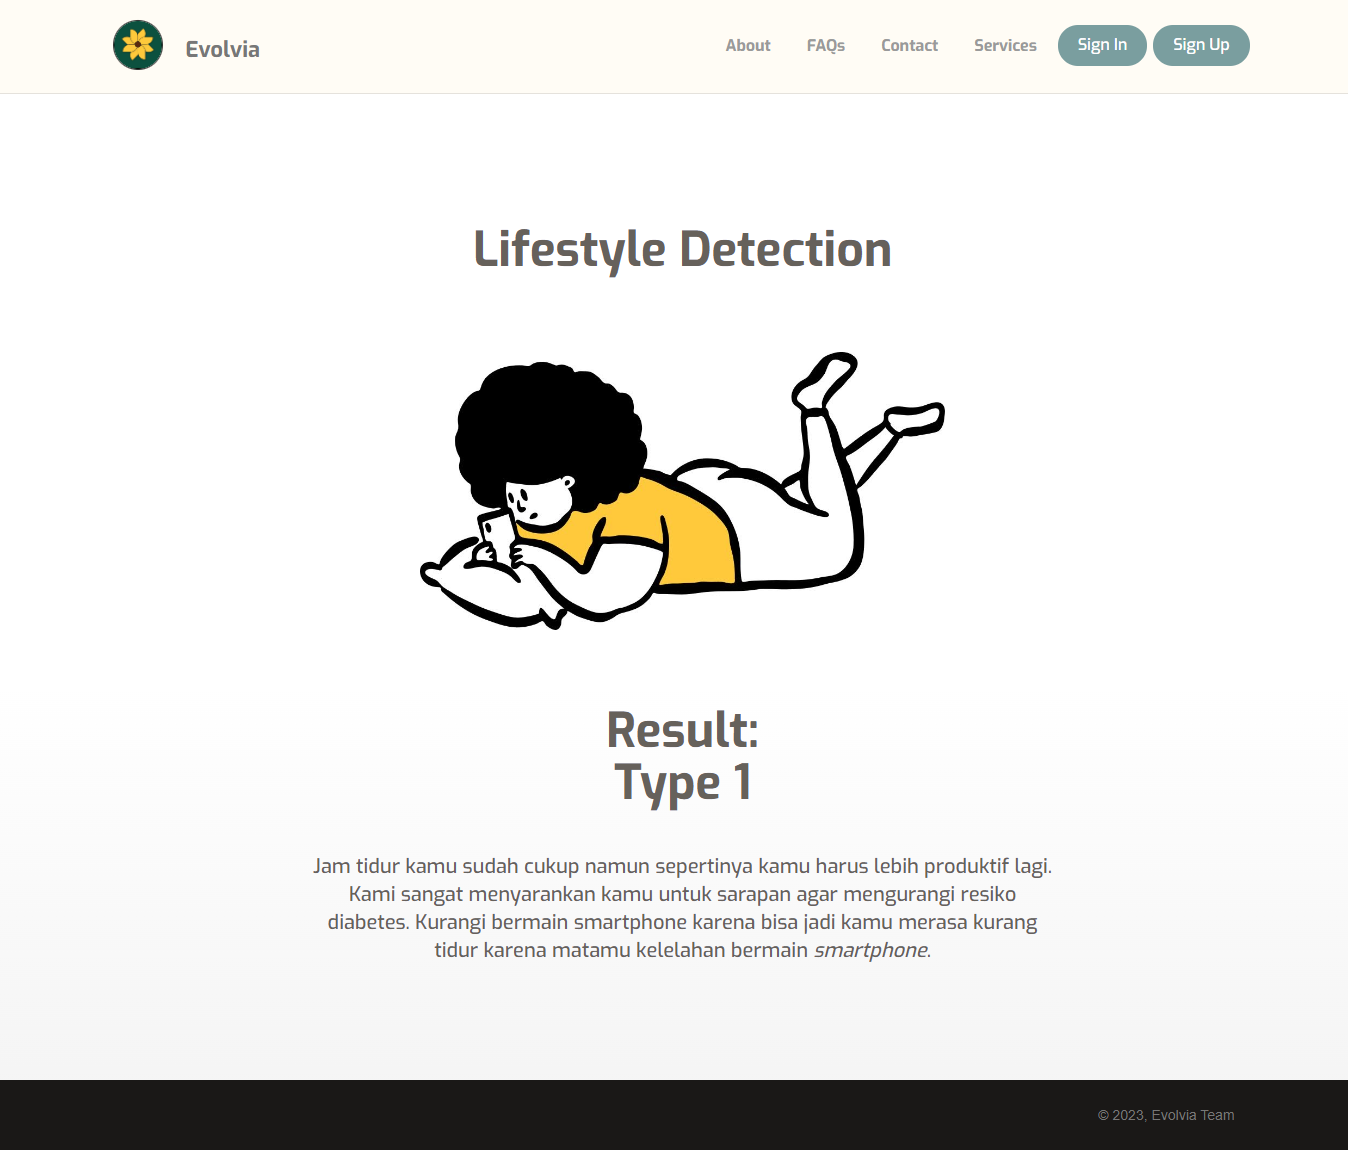 Evolvia
About
FAQs
Contact
Services
Sign In
Sign Up
Lifestyle Detection
Result:
Type 1
Jam tidur kamu sudah cukup namun sepertinya kamu harus lebih produktif lagi.
Kami sangat menyarankan kamu untuk sarapan agar mengurangi resiko
diabetes. Kurangi bermain smartphone karena bisa jadi kamu merasa kurang
tidur karena matamu kelelahan bermain smartphone.
© 2023, Evolvia Team